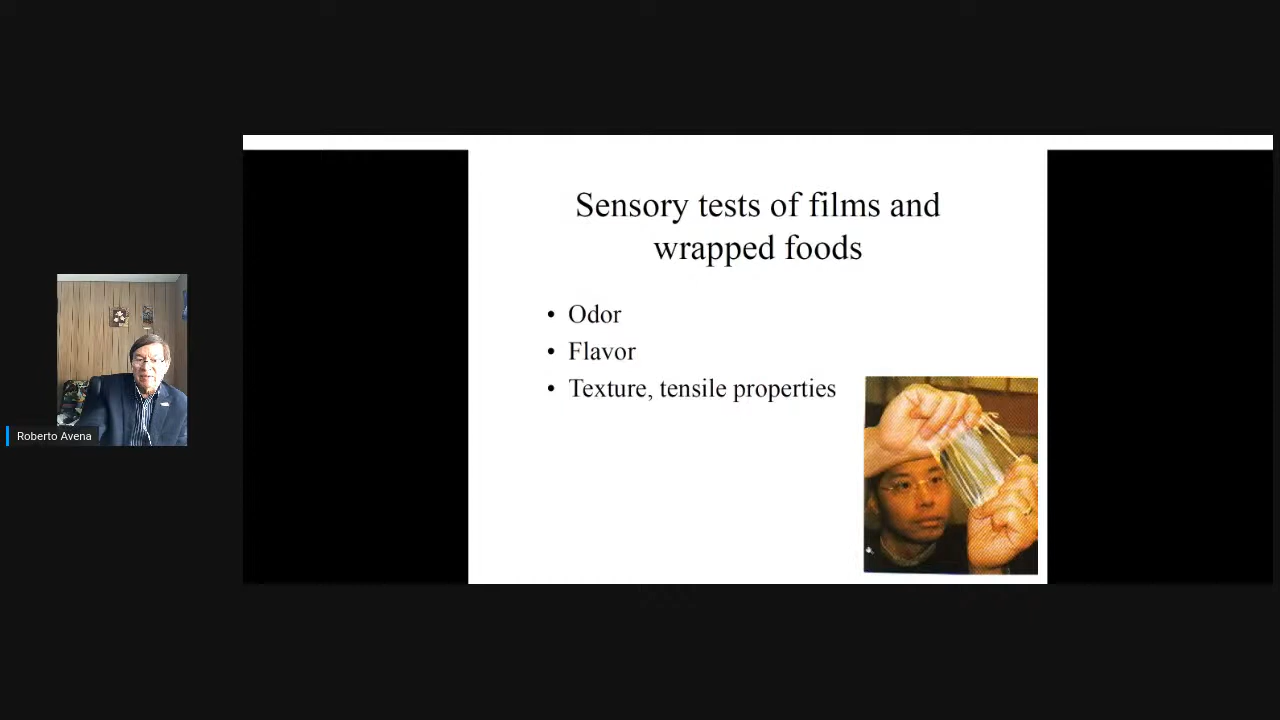 Sensory tests of films and
wrapped foods
• Odor
• Flavor
• Texture, tensile properties
Roberto Avena